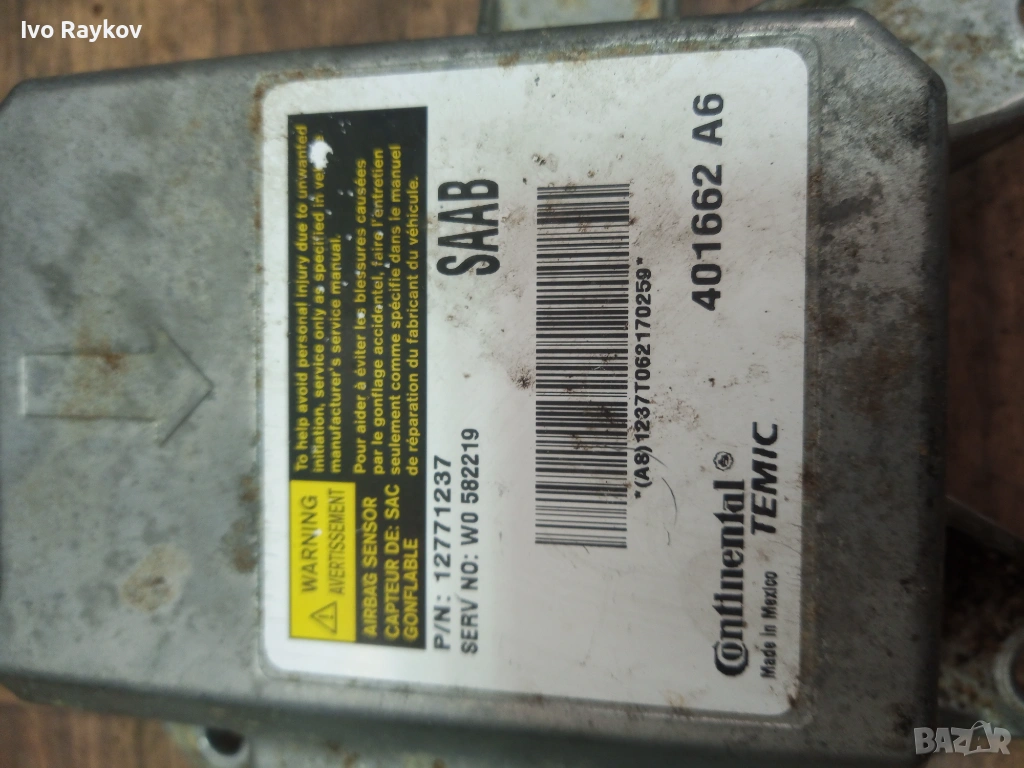 Ivo Raykov
WARNING
AVERTISSEMENT
To help avoid personal injury due to unwanted
initiation, service only as specified in
manufacturer's service manual.
AIRBAG SENSOR
CAPTEUR DE: SAC
GONFLABLE
Pour aider à éviter les blessures causées
par le gonflage accidentel, faire l'entretien
seulement comme spécifié dans le manuel
de réparation du fabricant du véhicule.
P/N: 12771237
SERV NO: W0 582219
SAAB
*(A8)1237T062170259*
Continental ®
TEMIC
Made in Mexico
401662 A6
BAZAR